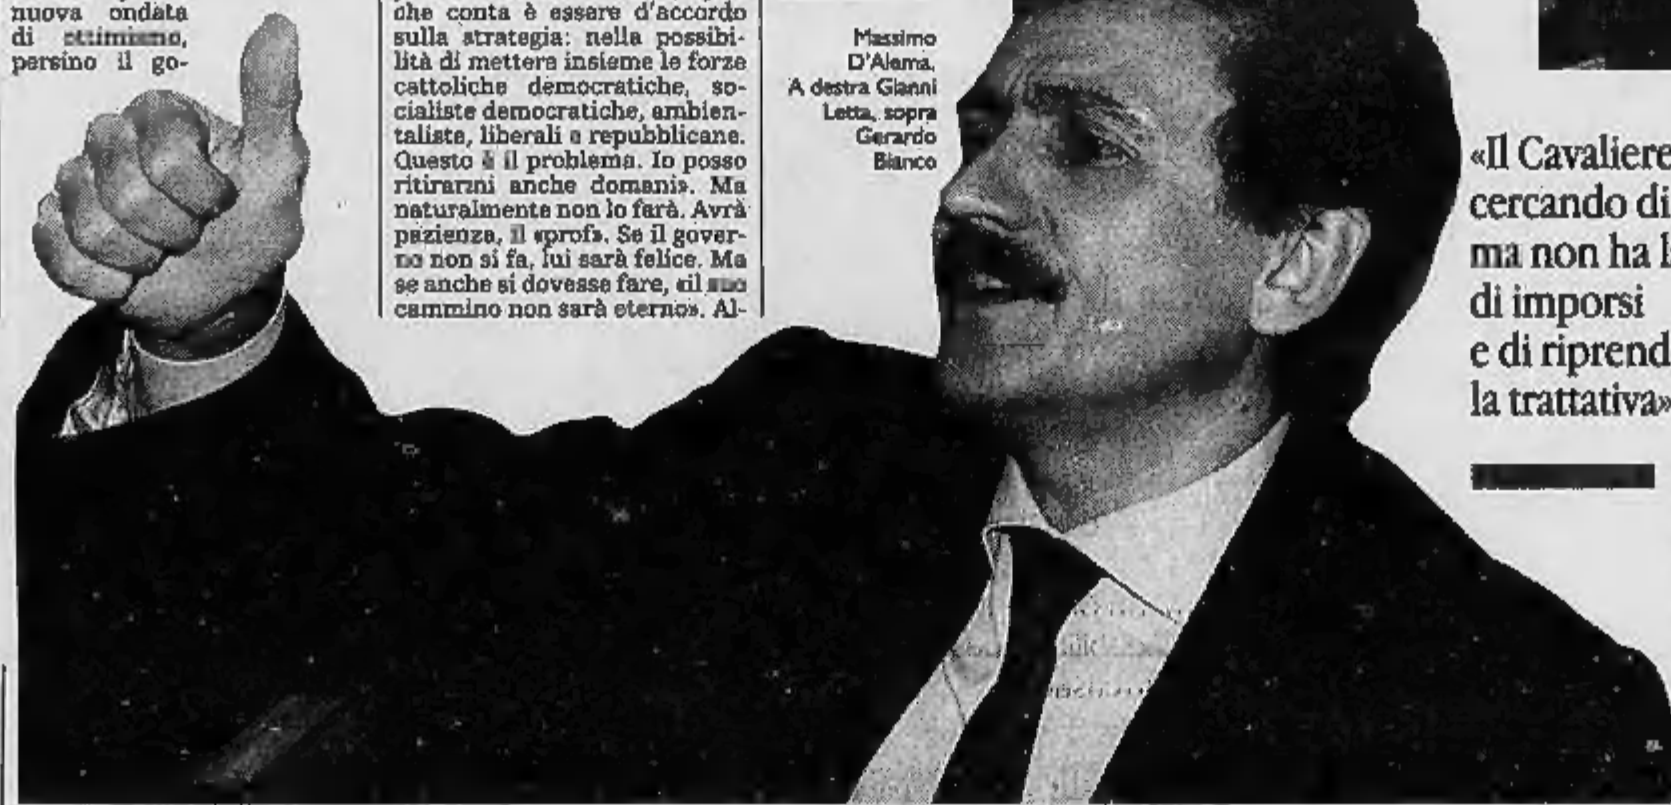 nuova ondata
di ottimismo,
persino il go-
che conta è essere d'accordo
sulla strategia: nella possibi-
lità di mettere insieme le forze
cattoliche democratiche, so-
cialiste democratiche, ambien-
taliste, liberali e repubblicane.
Questo è il problema. Io posso
ritirarmi anche domani». Ma
naturalmente non lo farà. Avrà
pazienza, il «prof». Se il gover-
no non si fa, lui sarà felice. Ma
se anche si dovesse fare, «il suo
cammino non sarà eterno». Al-
Massimo
D'Alema,
A destra Gianni
Letta, sopra
Gerardo
Bianco
«Il Cavaliere
cercando di
ma non ha l
di imporsi
e di riprend
la trattativa»